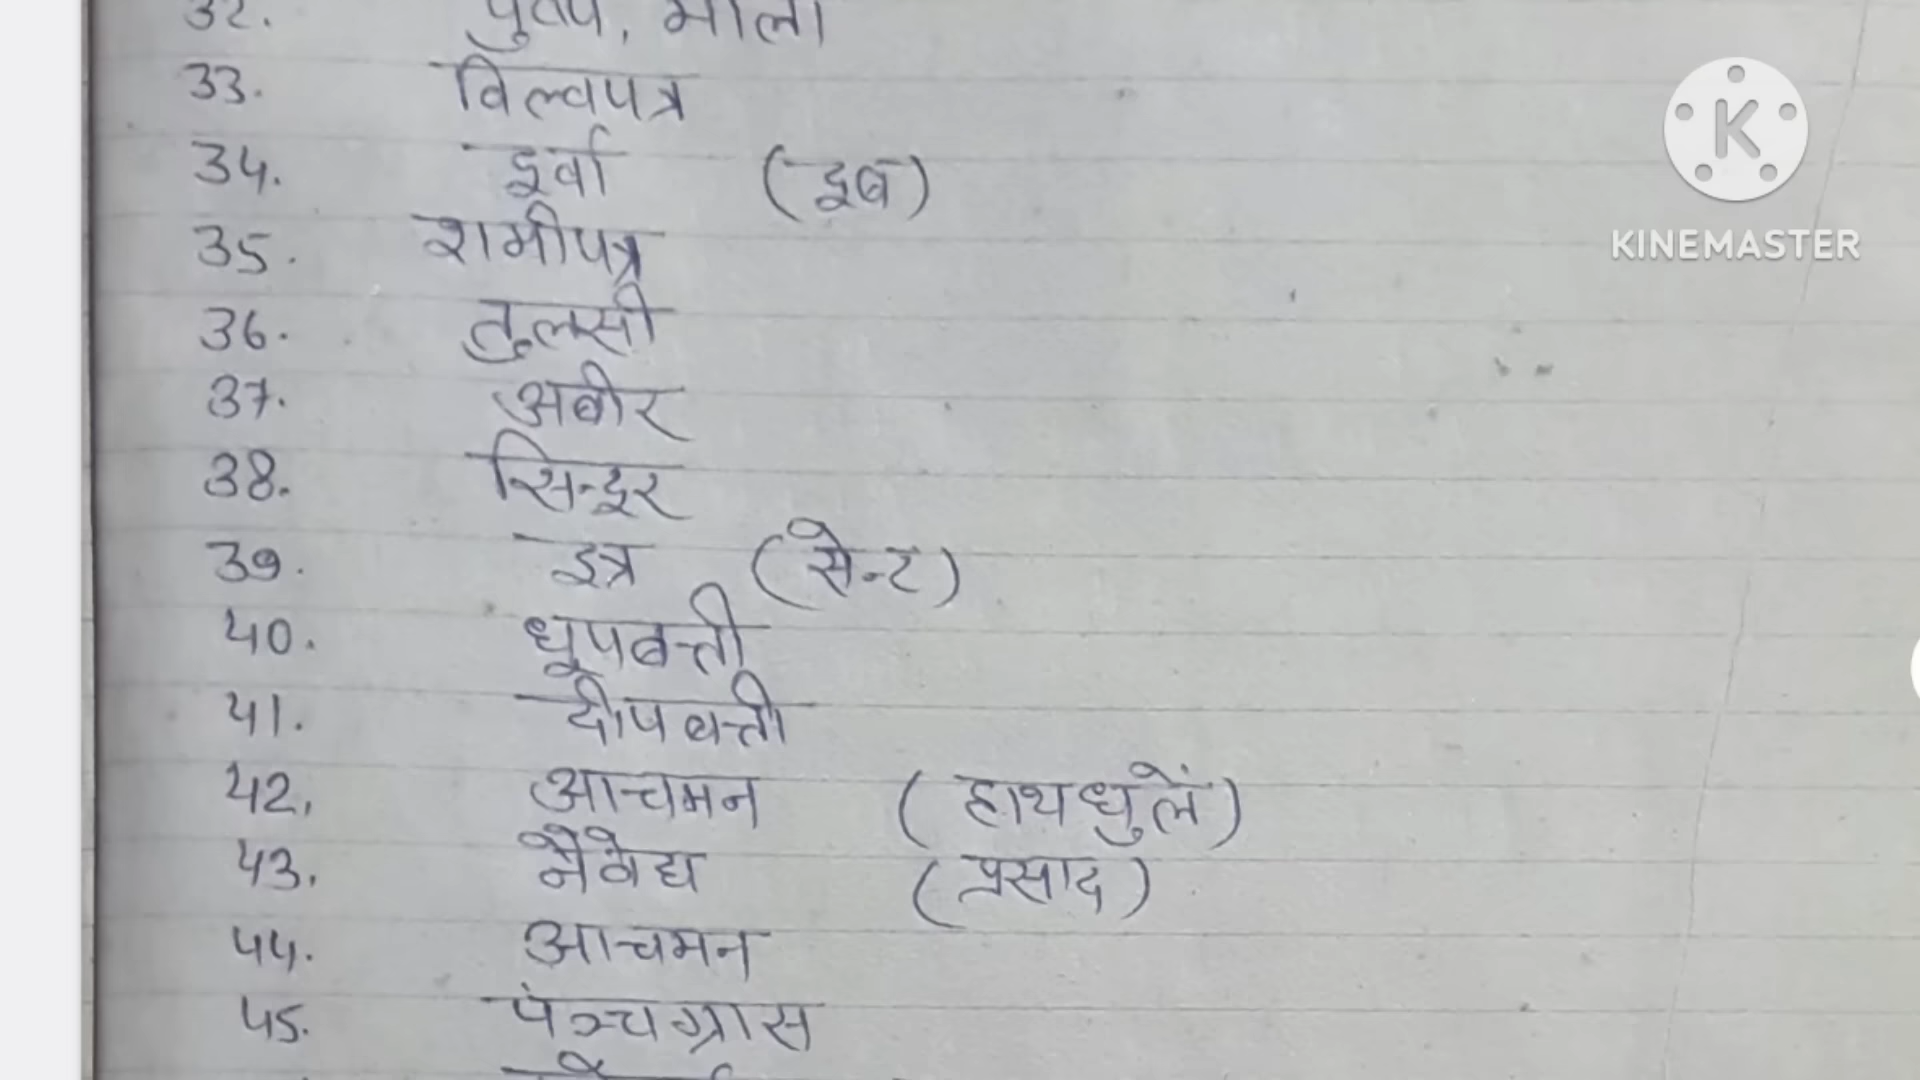 32. पुष्प, माला
33. विल्वपत्र
34. दूर्वा (दूब)
35. शमीपत्र
36. तुलसी
37. अबीर
38. सिन्दूर
39. इत्र (सेन्ट)
40. धूपबत्ती
41. दीपबत्ती
42. आचमन (हाथ धुलें)
43. नैवेद्य (प्रसाद)
44. आचमन
45. पंञ्चग्रास
K
KINEMASTER